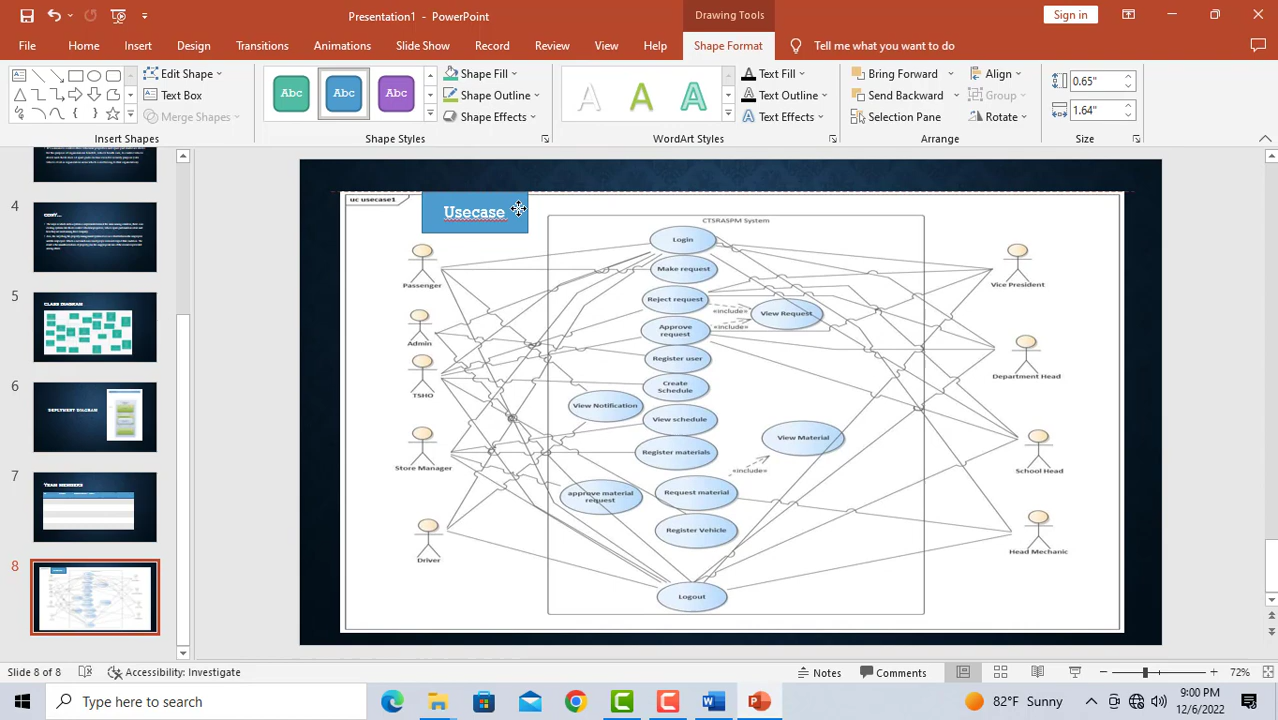 Presentation1 - PowerPoint
Drawing Tools
Sign in
File
Home
Insert
Design
Transitions
Animations
Slide Show
Record
Review
View
Help
Shape Format
Tell me what you want to do
Edit Shape
Text Box
Merge Shapes
Insert Shapes
Abc
Abc
Abc
Shape Fill
Shape Outline
Shape Effects
Shape Styles
A
A
A
Text Fill
Text Outline
Text Effects
WordArt Styles
Bring Forward
Send Backward
Selection Pane
Align
Group
Rotate
Arrange
0.65"
1.64"
Size
4
CONT...
5
CLASS DIAGRAM
6
DEPLYMENT DIAGRAM
7
TEAM MEMBERS
8
uc usecase1
Usecase
CTSRASPM System
Login
Make request
Reject request
«include»
View Request
«include»
Approve
request
Register user
Create
Schedule
View Notification
View schedule
Register materials
View Material
«include»
approve material
request
Request material
Register Vehicle
Logout
Passenger
Admin
TSHO
Store Manager
Driver
Vice President
Department Head
School Head
Head Mechanic
Slide 8 of 8
Accessibility: Investigate
Notes
Comments
72%
Type here to search
82°F Sunny
9:00 PM
12/6/2022